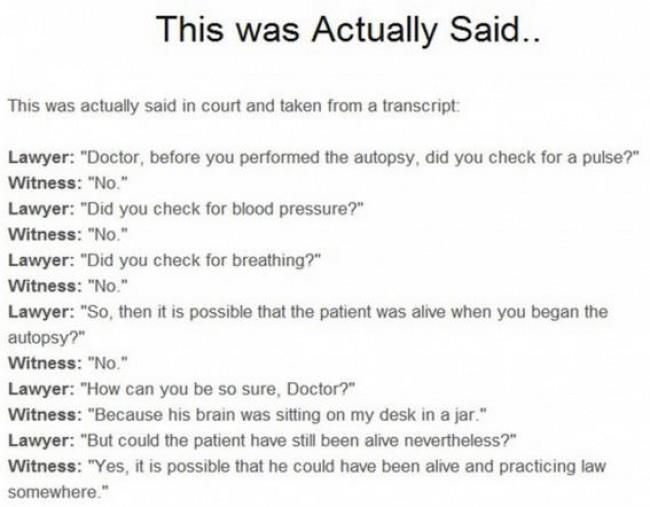 This was Actually Said..
This was actually said in court and taken from a transcript:
Lawyer: "Doctor, before you performed the autopsy, did you check for a pulse?"
Witness: "No."
Lawyer: "Did you check for blood pressure?"
Witness: "No."
Lawyer: "Did you check for breathing?"
Witness: "No."
Lawyer: "So, then it is possible that the patient was alive when you began the
autopsy?"
Witness: "No."
Lawyer: "How can you be so sure, Doctor?"
Witness: "Because his brain was sitting on my desk in a jar."
Lawyer: "But could the patient have still been alive nevertheless?"
Witness: "Yes, it is possible that he could have been alive and practicing law
somewhere."